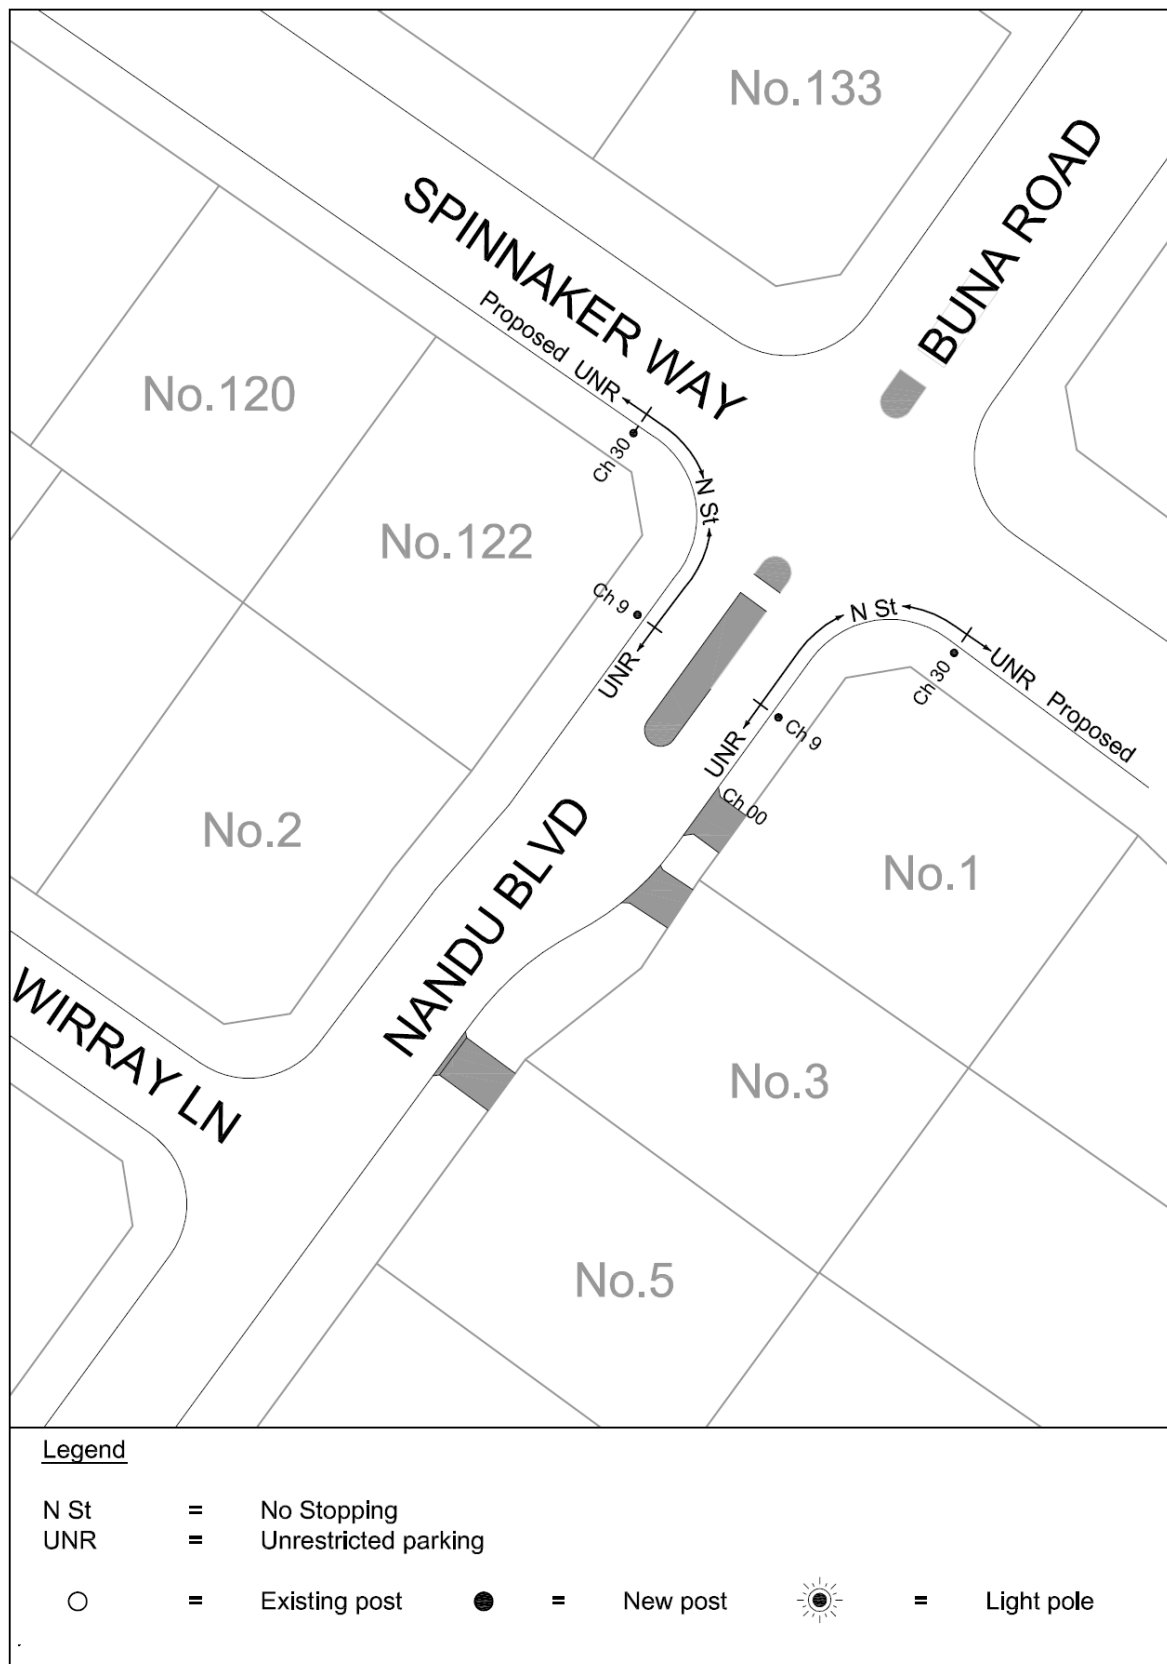 No.133
BUNA ROAD
SPINNAKER WAY
Proposed UNR
No.120
Ch 30
N St
No.122
Ch 9
N St
UNR
Ch 30
UNR Proposed
UNR
Ch 9
Ch 00
No.2
NANDU BLVD
No.1
WIRRAY LN
No.3
No.5
Legend
N St = No Stopping
UNR = Unrestricted parking
= Existing post = New post = Light pole